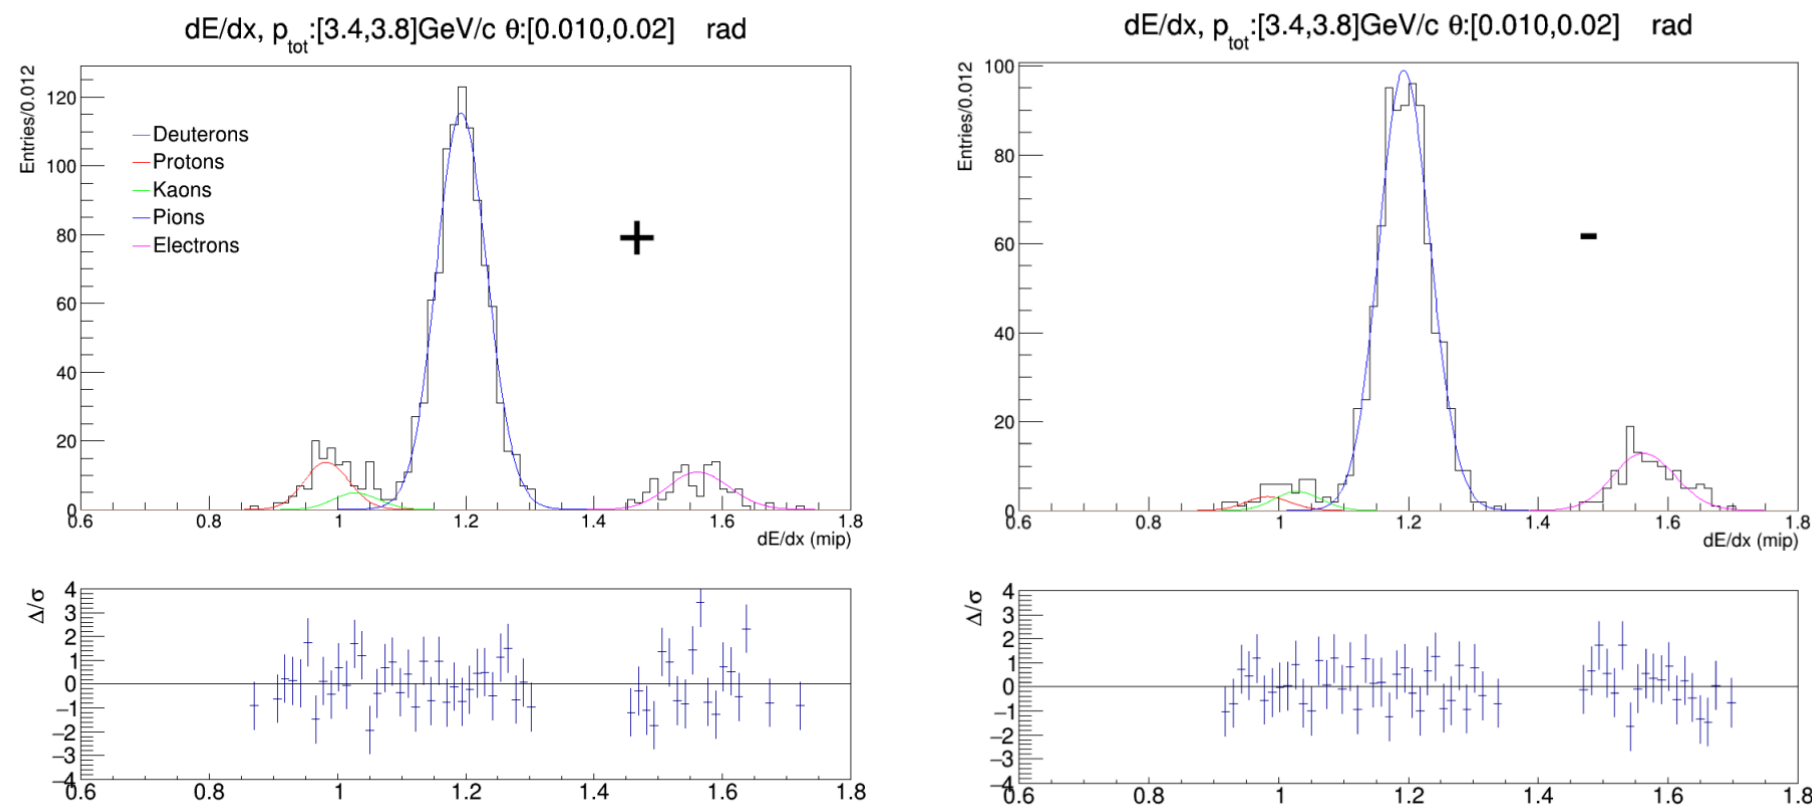 dE/dx, p_tot:[3.4,3.8]GeV/c θ:[0.010,0.02] rad
Entries/0.012
120
100
80
60
40
20
0
Deuterons
Protons
Kaons
Pions
Electrons
+
0.6 0.8 1 1.2 1.4 1.6 1.8
dE/dx (mip)
Δ/σ
4
3
2
1
0
−1
−2
−3
−4
0.6 0.8 1 1.2 1.4 1.6 1.8
dE/dx, p_tot:[3.4,3.8]GeV/c θ:[0.010,0.02] rad
Entries/0.012
100
80
60
40
20
0
-
0.6 0.8 1 1.2 1.4 1.6 1.8
dE/dx (mip)
Δ/σ
4
3
2
1
0
−1
−2
−3
−4
0.6 0.8 1 1.2 1.4 1.6 1.8